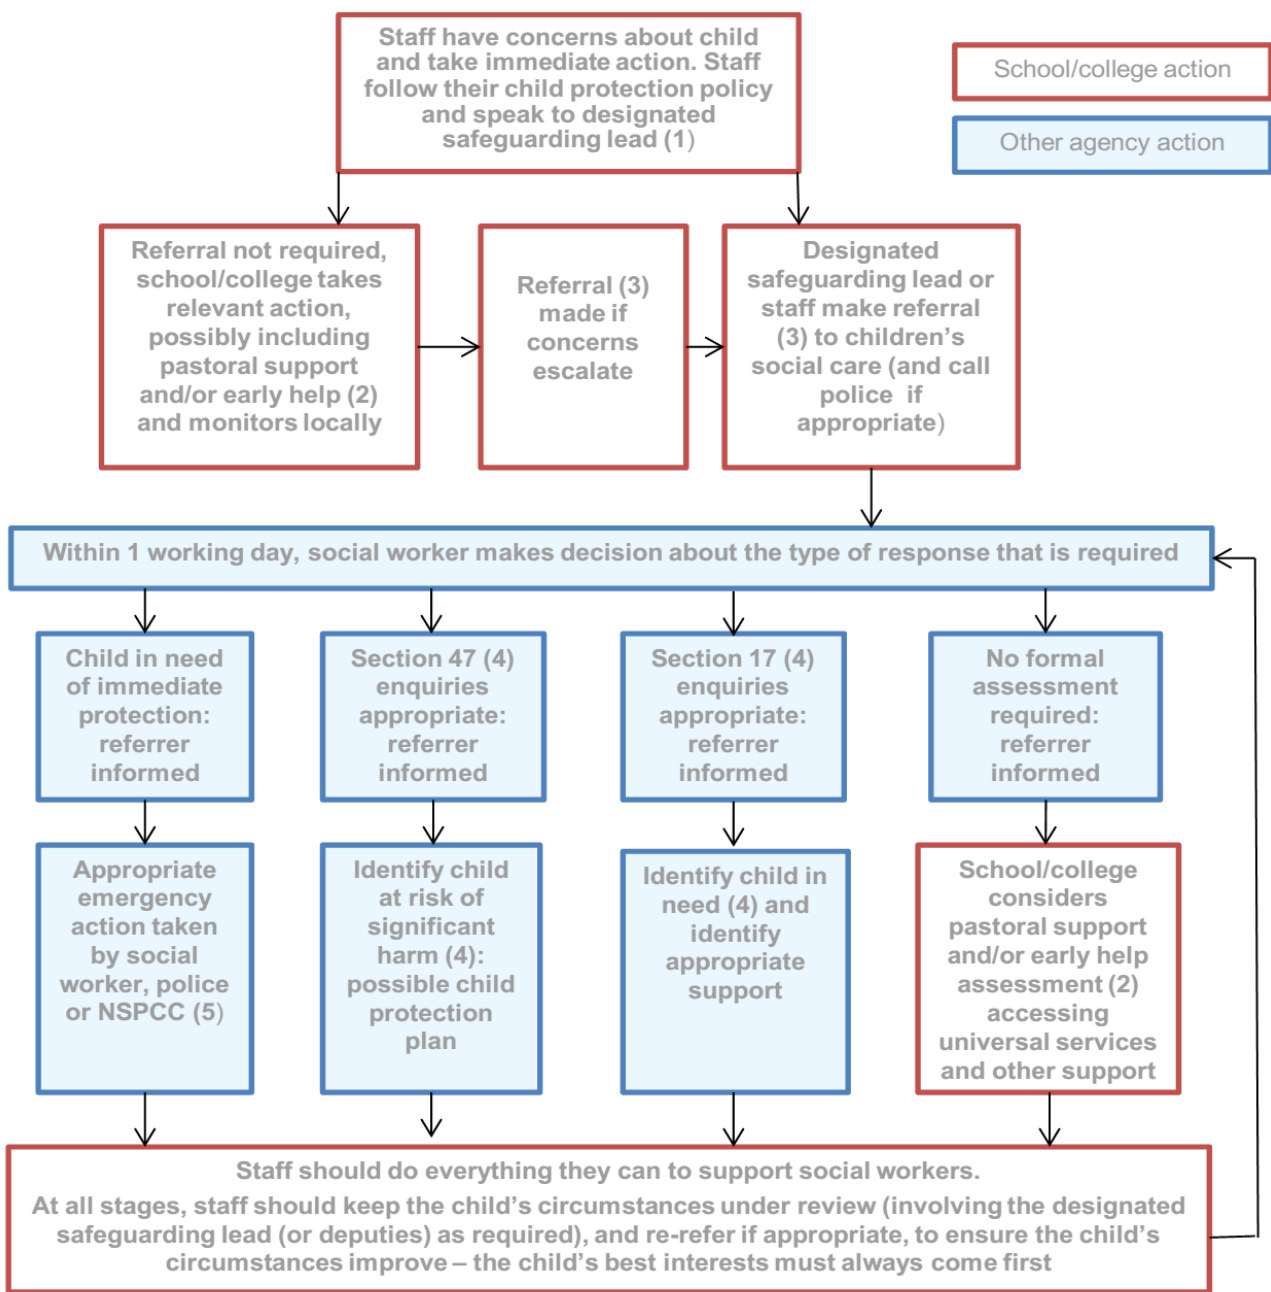 Staff have concerns about child
and take immediate action. Staff
follow their child protection policy
and speak to designated
safeguarding lead (1)
School/college action
Other agency action
Referral not required,
school/college takes
relevant action,
possibly including
pastoral support
and/or early help (2)
and monitors locally
Referral (3)
made if
concerns
escalate
Designated
safeguarding lead or
staff make referral
(3) to children’s
social care (and call
police if
appropriate)
Within 1 working day, social worker makes decision about the type of response that is required
Child in need
of immediate
protection:
referrer
informed
Section 47 (4)
enquiries
appropriate:
referrer
informed
Section 17 (4)
enquiries
appropriate:
referrer
informed
No formal
assessment
required:
referrer
informed
Appropriate
emergency
action taken
by social
worker, police
or NSPCC (5)
Identify child
at risk of
significant
harm (4):
possible child
protection
plan
Identify child in
need (4) and
identify
appropriate
support
School/college
considers
pastoral support
and/or early help
assessment (2)
accessing
universal services
and other support
Staff should do everything they can to support social workers.
At all stages, staff should keep the child’s circumstances under review (involving the designated
safeguarding lead (or deputies) as required), and re-refer if appropriate, to ensure the child’s
circumstances improve – the child’s best interests must always come first